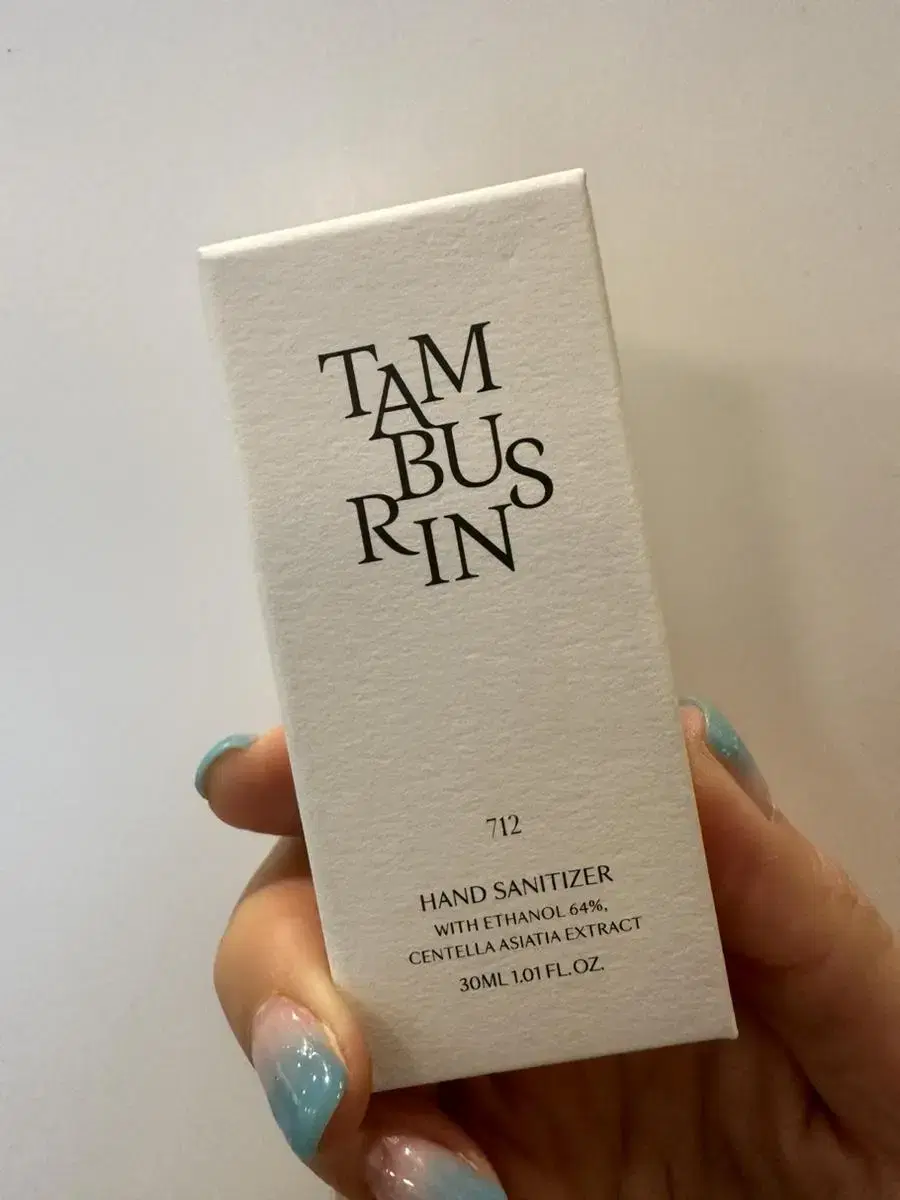 TAM
BUS
RIN
712
HAND SANITIZER
WITH ETHANOL 64%,
CENTELLA ASIATIA EXTRACT
30ML 1.01 FL. OZ.